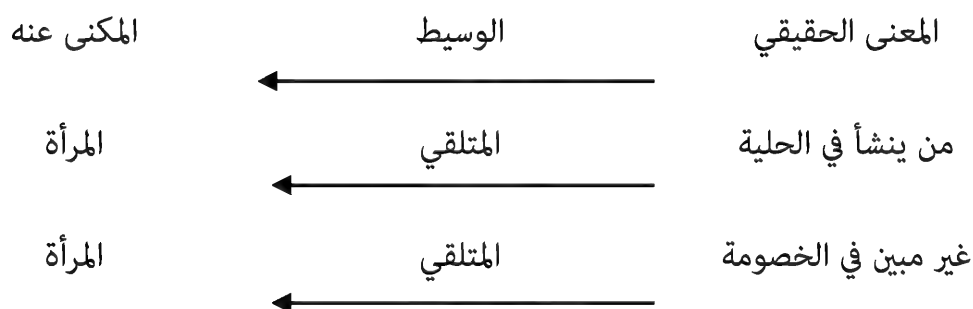 المعنى الحقيقي الوسيط المكنى عنه
من ينشأ في الحلية المتلقي المرأة
غير مبين في الخصومة المتلقي المرأة